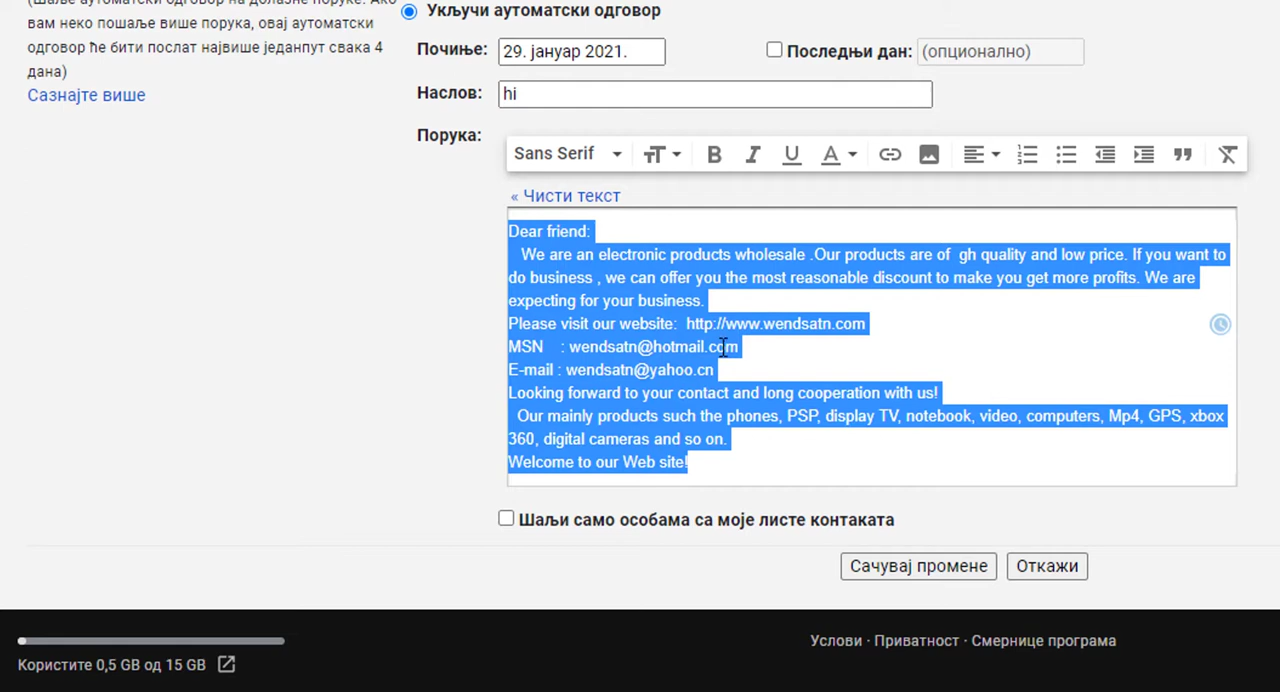 (шаље аутоматски одговор на долазне поруке. Ако
вам неко пошаље више порука, овај аутоматски
одговор ће бити послат највише једанпут свака 4
дана)
Сазнајте више
Укључи аутоматски одговор
Почиње: 29. јануар 2021. Последњи дан: (опционално)
Наслов: hi
Порука:
Sans Serif
« Чисти текст
Dear friend:
We are an electronic products wholesale .Our products are of gh quality and low price. If you want to
do business , we can offer you the most reasonable discount to make you get more profits. We are
expecting for your business.
Please visit our website: http://www.wendsatn.com
MSN : wendsatn@hotmail.com
E-mail : wendsatn@yahoo.cn
Looking forward to your contact and long cooperation with us!
Our mainly products such the phones, PSP, display TV, notebook, video, computers, Mp4, GPS, xbox
360, digital cameras and so on.
Welcome to our Web site!
Шаљи само особама са моје листе контаката
Сачувај промене Откажи
Услови · Приватност · Смернице програма
Користите 0,5 GB од 15 GB